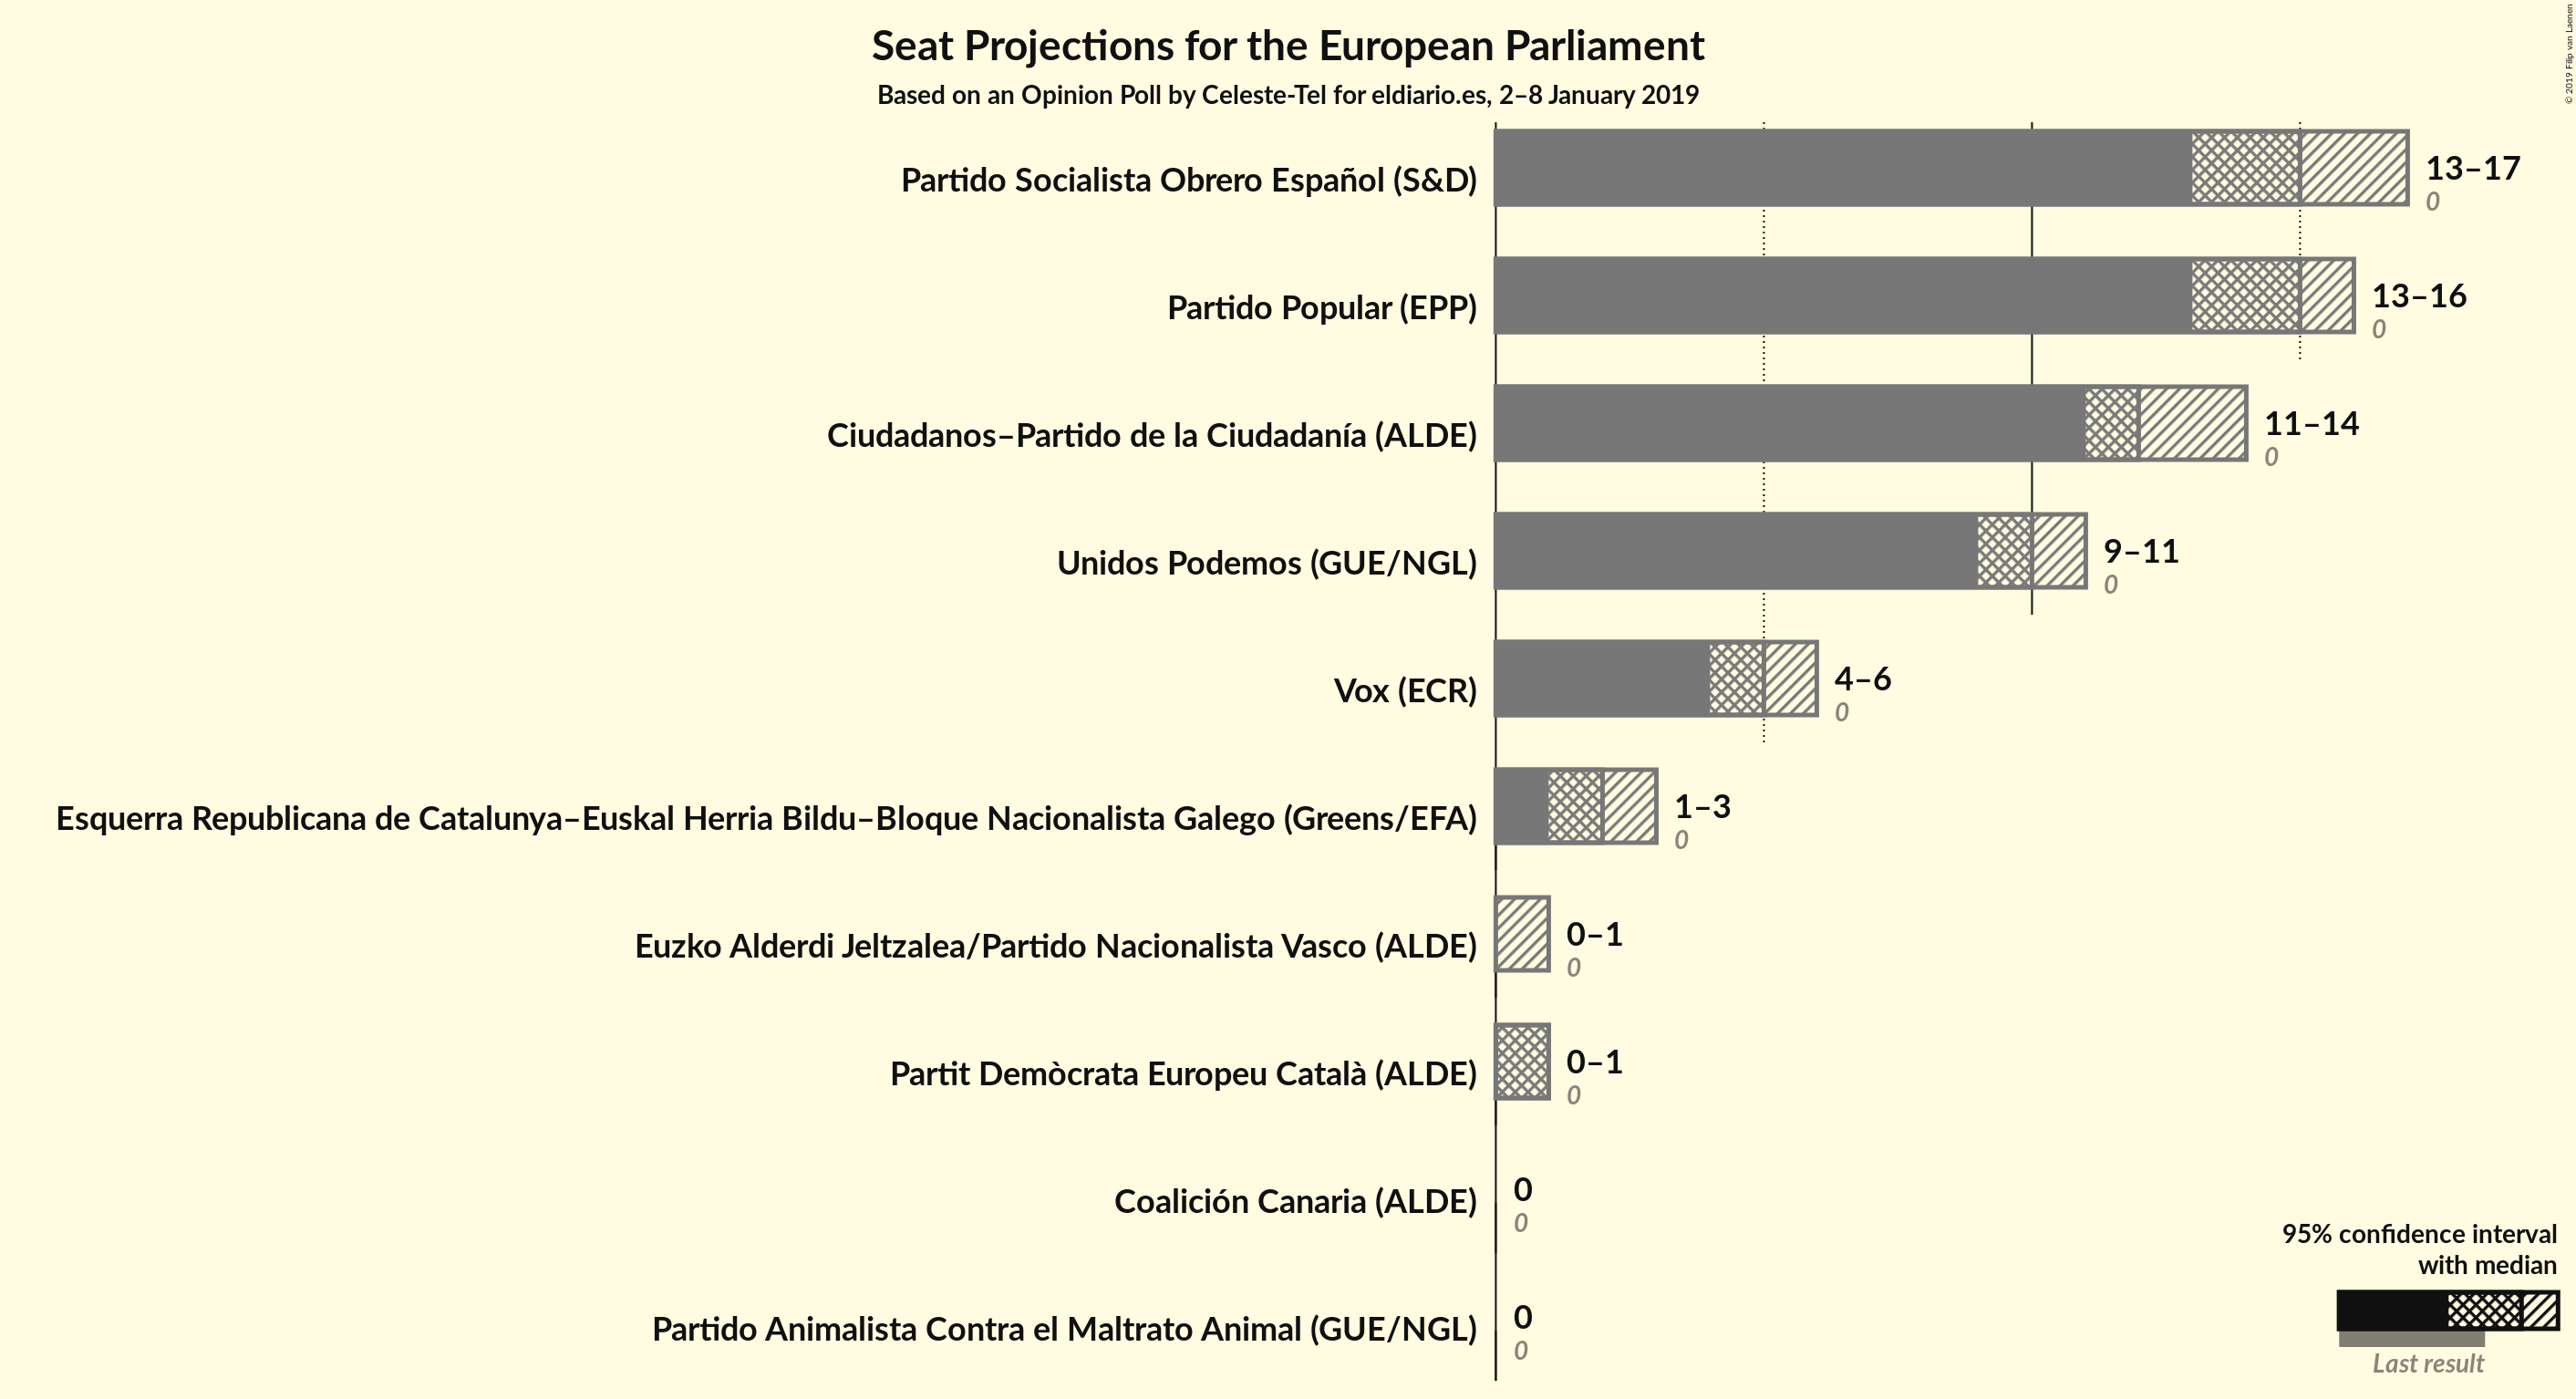 Seat Projections for the European Parliament
Based on an Opinion Poll by Celeste-Tel for eldiario.es, 2–8 January 2019
© 2019 Filip van Laenen
Partido Socialista Obrero Español (S&D)
13–17
0
Partido Popular (EPP)
13–16
0
Ciudadanos–Partido de la Ciudadanía (ALDE)
11–14
0
Unidos Podemos (GUE/NGL)
9–11
0
Vox (ECR)
4–6
0
Esquerra Republicana de Catalunya–Euskal Herria Bildu–Bloque Nacionalista Galego (Greens/EFA)
1–3
0
Euzko Alderdi Jeltzalea/Partido Nacionalista Vasco (ALDE)
0–1
0
Partit Demòcrata Europeu Català (ALDE)
0–1
0
Coalición Canaria (ALDE)
0
0
Partido Animalista Contra el Maltrato Animal (GUE/NGL)
0
0
95% confidence interval
with median
Last result